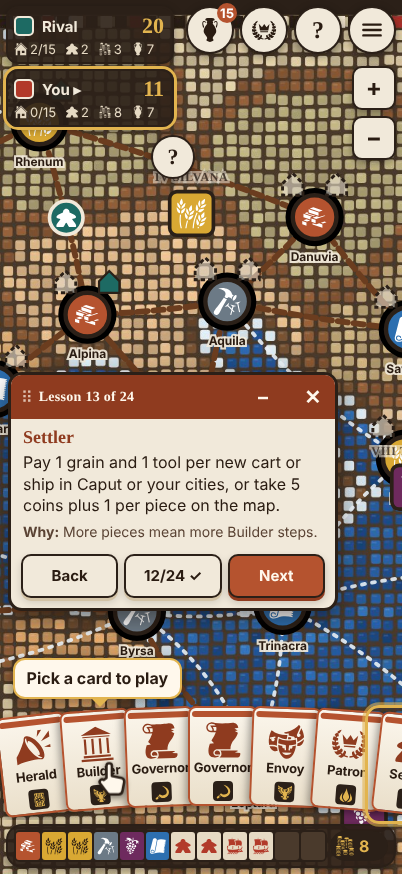 Rival 20
2/15 2 3 7
You ▸ 11
0/15 2 8 7
15
?
+
−
Rhenum
?
IV SILVANA
Danuvia
Alpina
Aquila
Lesson 13 of 24
Settler
Pay 1 grain and 1 tool per new cart or
ship in Caput or your cities, or take 5
coins plus 1 per piece on the map.
Why: More pieces mean more Builder steps.
Back
12/24 ✓
Next
Byrsa
Trinacra
Pick a card to play
Herald
Builder
Governor
Governor
Envoy
Patron
8